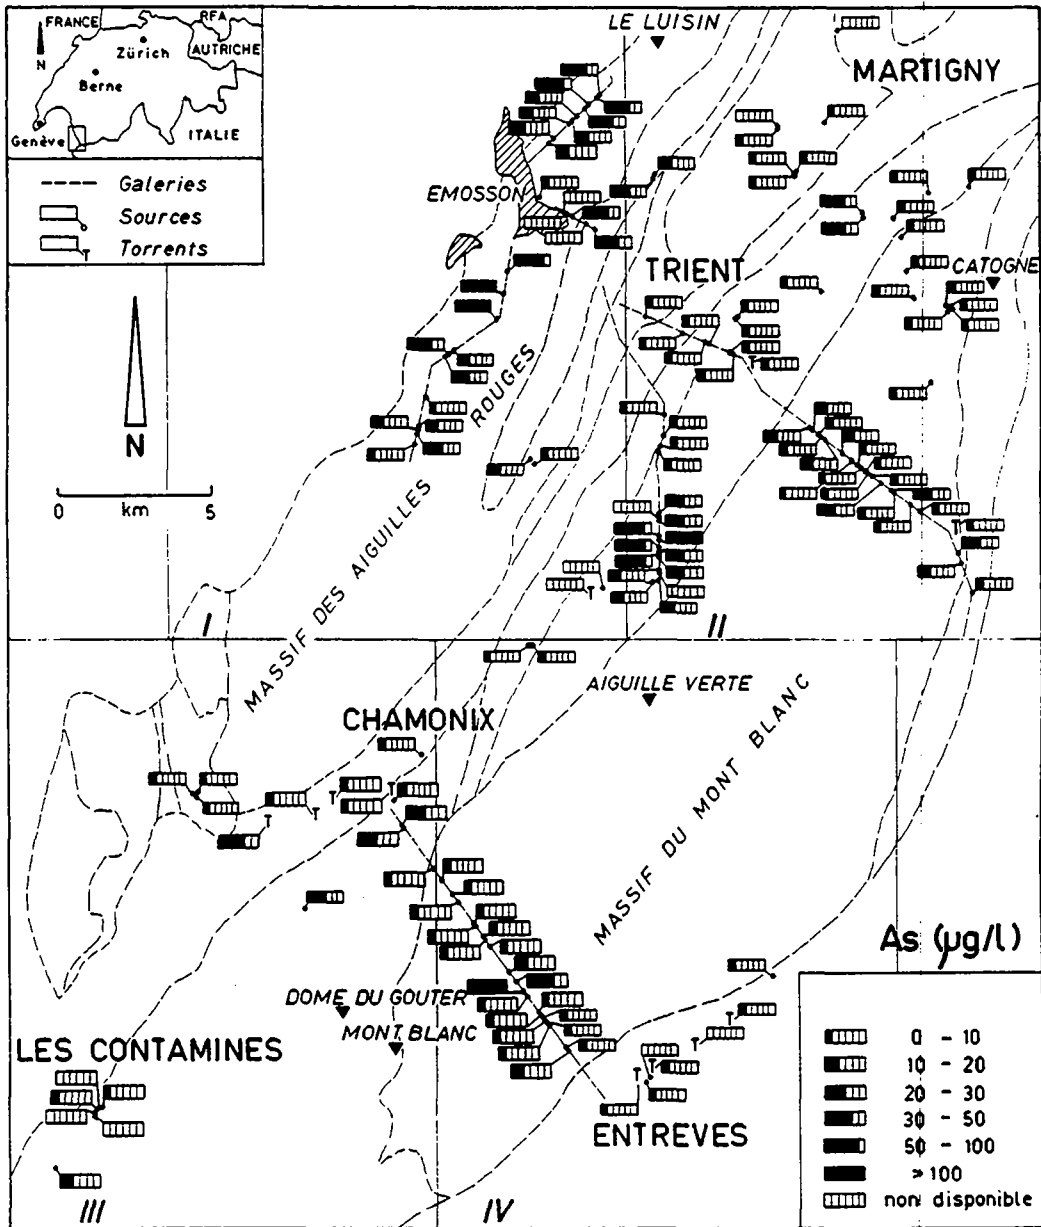 FRANCE
RFA
N
Zürich
AUTRICHE
Berne
Genève
ITALIE
Galeries
Sources
T Torrents
LE LUISIN
MARTIGNY
EMOSSON
TRIENT
CATOGNE
T
N
0 km 5
MASSIF DES AIGUILLES ROUGES
T
T
I
II
AIGUILLE VERTE
CHAMONIX
T
T
T
T
T
MASSIF DU MONT BLANC
As (µg/l)
DOME DU GOUTER
MONT BLANC
T
T
T
T
LES CONTAMINES
ENTREVES
0 - 10
10 - 20
20 - 30
30 - 50
50 - 100
> 100
non disponible
III
IV